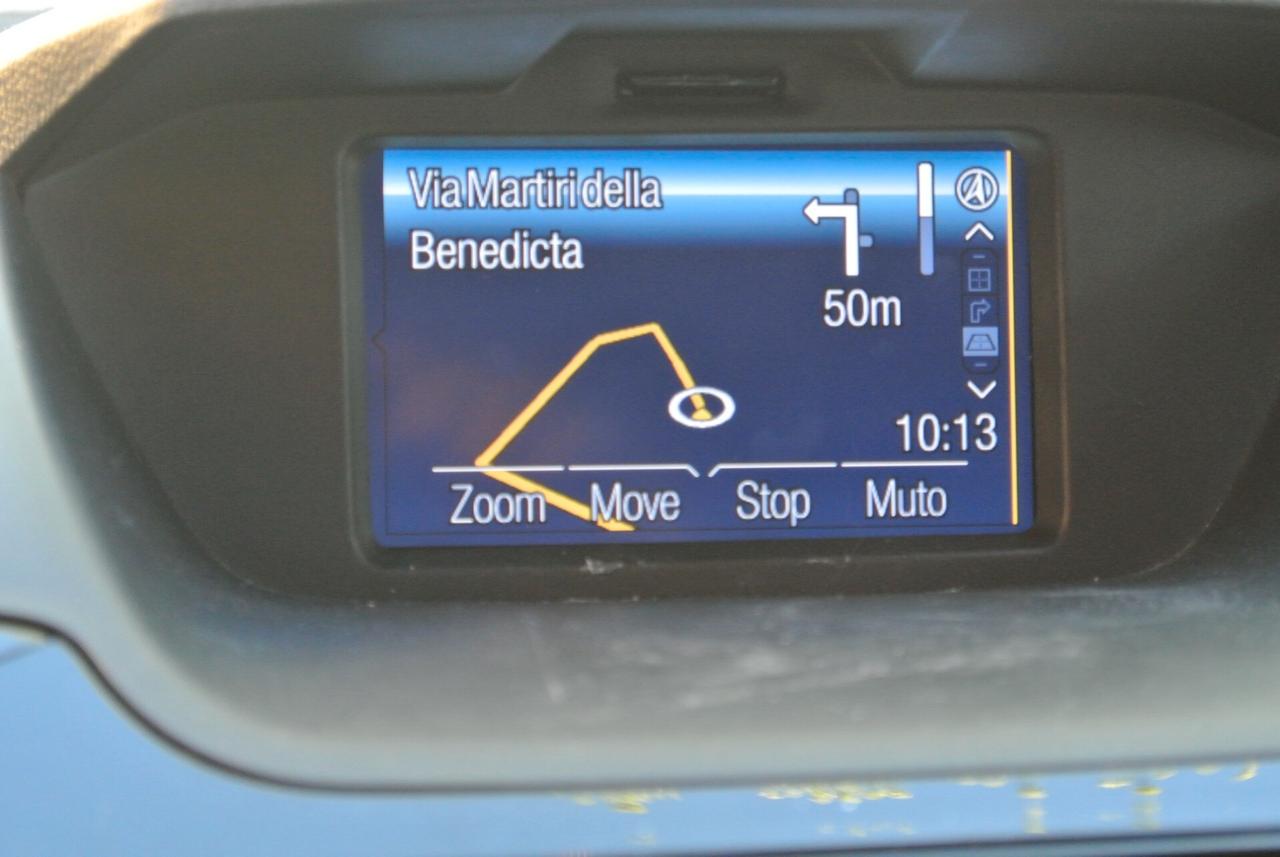 Via Martiri della
Benedicta
50m
10:13
Zoom Move Stop Muto